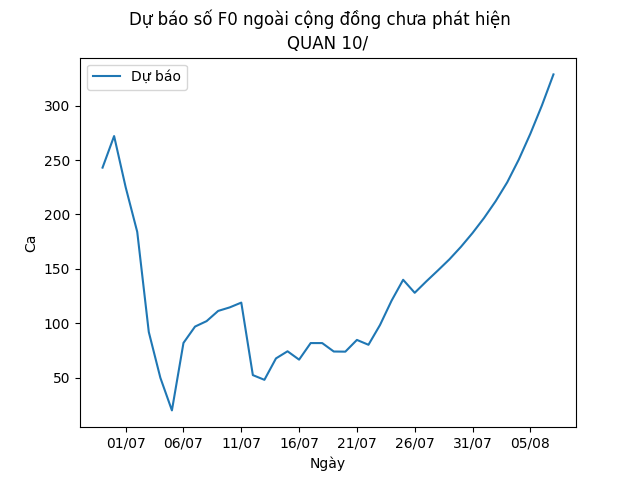 Dự báo số F0 ngoài cộng đồng chưa phát hiện
QUAN 10/
Dự báo
Ca
300
250
200
150
100
50
01/07 06/07 11/07 16/07 21/07 26/07 31/07 05/08
Ngày